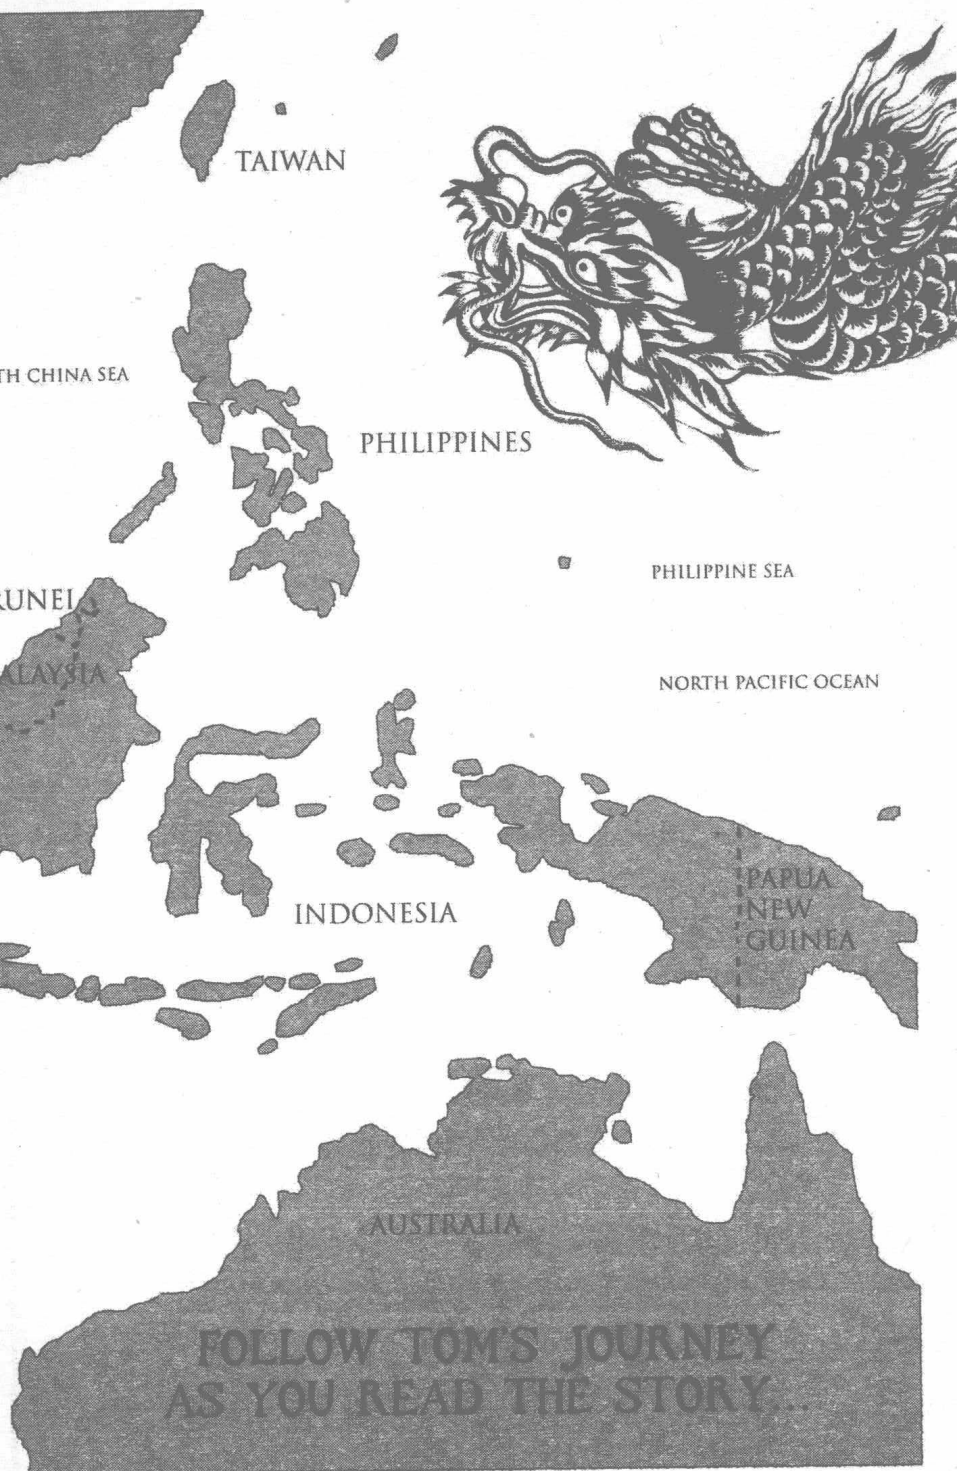 TAIWAN
TH CHINA SEA
PHILIPPINES
PHILIPPINE SEA
RUNEI
ALAYSIA
NORTH PACIFIC OCEAN
PAPUA
NEW
GUINEA
INDONESIA
AUSTRALIA
FOLLOW TOM'S JOURNEY
AS YOU READ THE STORY...